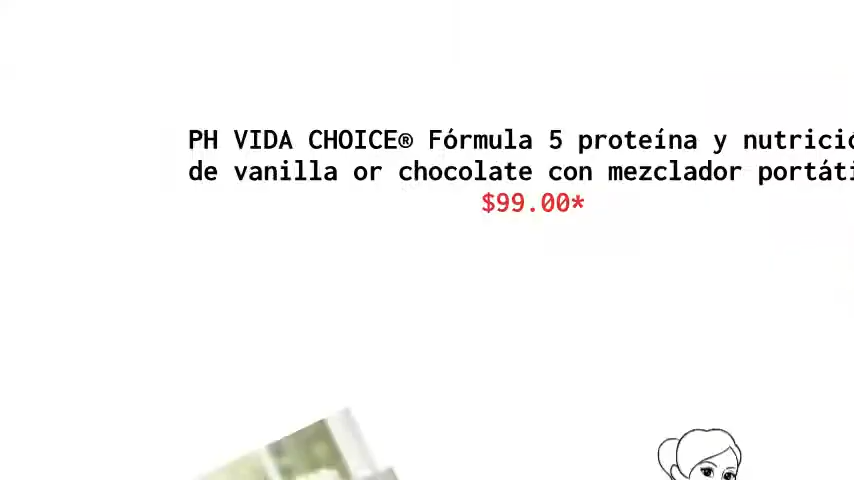 PH VIDA CHOICE® Fórmula 5 proteína y
de vanilla or chocolate con mezclador
$99.00*